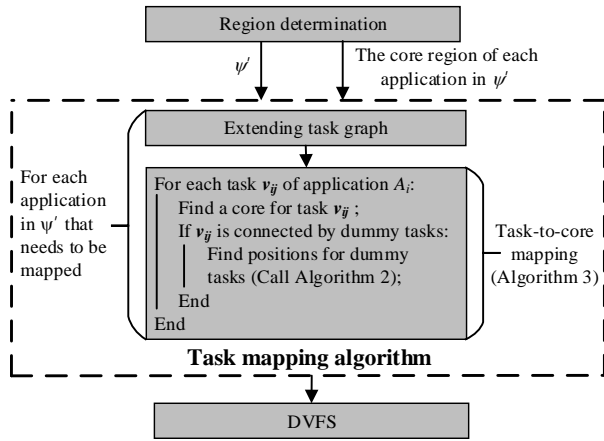 Region determination
ψ'
The core region of each
application in ψ'
Extending task graph
For each
application
in ψ' that
needs to be
mapped
For each task v_ij of application A_i:
Find a core for task v_ij ;
If v_ij is connected by dummy tasks:
Find positions for dummy
tasks (Call Algorithm 2);
End
End
Task-to-core
mapping
(Algorithm 3)
Task mapping algorithm
DVFS